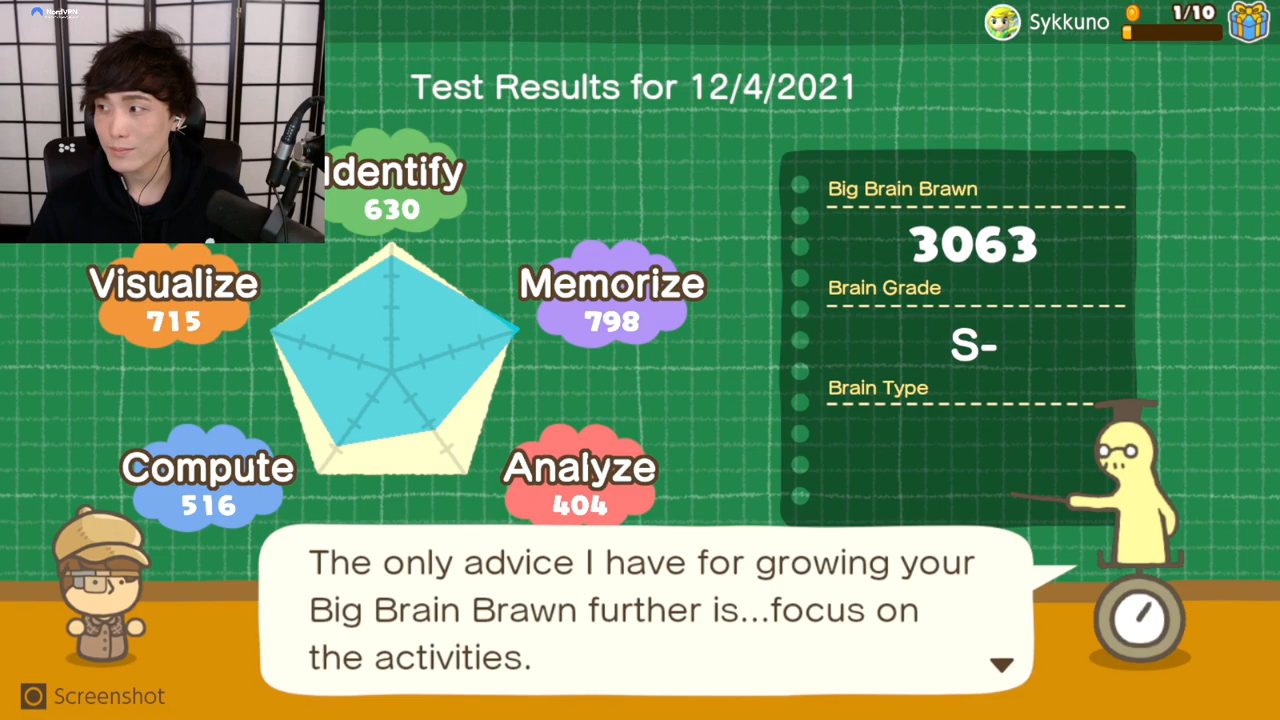 NordVPN
Sykkuno
1/10
Test Results for 12/4/2021
Identify
630
Visualize
715
Memorize
798
Compute
516
Analyze
404
Big Brain Brawn
3063
Brain Grade
S-
Brain Type
The only advice I have for growing your
Big Brain Brawn further is...focus on
the activities.
Screenshot